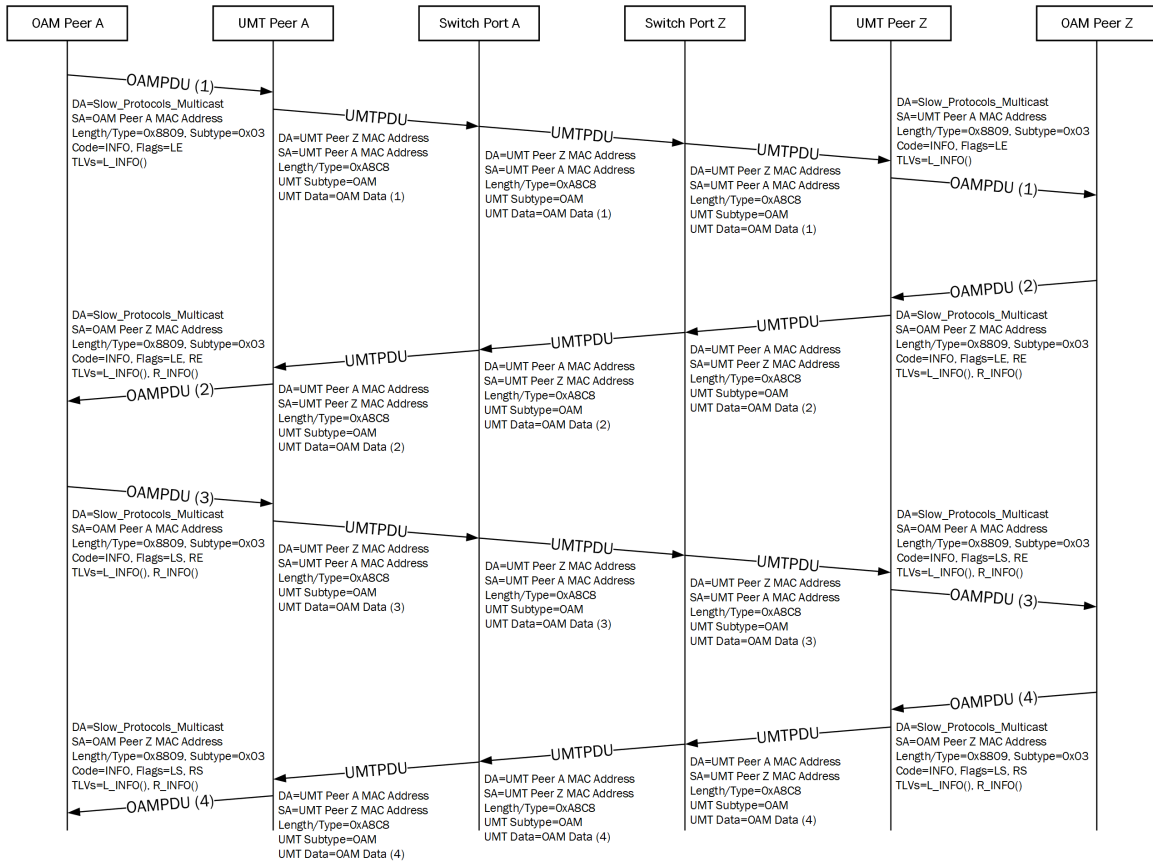 OAM Peer A
UMT Peer A
Switch Port A
Switch Port Z
UMT Peer Z
OAM Peer Z
OAMPDU (1)
DA=Slow_Protocols_Multicast
SA=OAM Peer A MAC Address
Length/Type=0x8809, Subtype=0x03
Code=INFO, Flags=LE
TLVs=L_INFO()
UMTPDU
DA=UMT Peer Z MAC Address
SA=UMT Peer A MAC Address
Length/Type=0xA8C8
UMT Subtype=OAM
UMT Data=OAM Data (1)
UMTPDU
DA=UMT Peer Z MAC Address
SA=UMT Peer A MAC Address
Length/Type=0xA8C8
UMT Subtype=OAM
UMT Data=OAM Data (1)
UMTPDU
DA=UMT Peer Z MAC Address
SA=UMT Peer A MAC Address
Length/Type=0xA8C8
UMT Subtype=OAM
UMT Data=OAM Data (1)
DA=Slow_Protocols_Multicast
SA=OAM Peer A MAC Address
Length/Type=0x8809, Subtype=0x03
Code=INFO, Flags=LE
TLVs=L_INFO()
OAMPDU (1)
OAMPDU (2)
DA=Slow_Protocols_Multicast
SA=OAM Peer Z MAC Address
Length/Type=0x8809, Subtype=0x03
Code=INFO, Flags=LE, RE
TLVs=L_INFO(), R_INFO()
UMTPDU
DA=UMT Peer A MAC Address
SA=UMT Peer Z MAC Address
Length/Type=0xA8C8
UMT Subtype=OAM
UMT Data=OAM Data (2)
UMTPDU
DA=UMT Peer A MAC Address
SA=UMT Peer Z MAC Address
Length/Type=0xA8C8
UMT Subtype=OAM
UMT Data=OAM Data (2)
UMTPDU
DA=UMT Peer A MAC Address
SA=UMT Peer Z MAC Address
Length/Type=0xA8C8
UMT Subtype=OAM
UMT Data=OAM Data (2)
DA=Slow_Protocols_Multicast
SA=OAM Peer Z MAC Address
Length/Type=0x8809, Subtype=0x03
Code=INFO, Flags=LE, RE
TLVs=L_INFO(), R_INFO()
OAMPDU (2)
OAMPDU (3)
DA=Slow_Protocols_Multicast
SA=OAM Peer A MAC Address
Length/Type=0x8809, Subtype=0x03
Code=INFO, Flags=LS, RE
TLVs=L_INFO(), R_INFO()
UMTPDU
DA=UMT Peer Z MAC Address
SA=UMT Peer A MAC Address
Length/Type=0xA8C8
UMT Subtype=OAM
UMT Data=OAM Data (3)
UMTPDU
DA=UMT Peer Z MAC Address
SA=UMT Peer A MAC Address
Length/Type=0xA8C8
UMT Subtype=OAM
UMT Data=OAM Data (3)
UMTPDU
DA=UMT Peer Z MAC Address
SA=UMT Peer A MAC Address
Length/Type=0xA8C8
UMT Subtype=OAM
UMT Data=OAM Data (3)
DA=Slow_Protocols_Multicast
SA=OAM Peer A MAC Address
Length/Type=0x8809, Subtype=0x03
Code=INFO, Flags=LS, RE
TLVs=L_INFO(), R_INFO()
OAMPDU (3)
OAMPDU (4)
DA=Slow_Protocols_Multicast
SA=OAM Peer Z MAC Address
Length/Type=0x8809, Subtype=0x03
Code=INFO, Flags=LS, RS
TLVs=L_INFO(), R_INFO()
UMTPDU
DA=UMT Peer A MAC Address
SA=UMT Peer Z MAC Address
Length/Type=0xA8C8
UMT Subtype=OAM
UMT Data=OAM Data (4)
UMTPDU
DA=UMT Peer A MAC Address
SA=UMT Peer Z MAC Address
Length/Type=0xA8C8
UMT Subtype=OAM
UMT Data=OAM Data (4)
UMTPDU
DA=UMT Peer A MAC Address
SA=UMT Peer Z MAC Address
Length/Type=0xA8C8
UMT Subtype=OAM
UMT Data=OAM Data (4)
DA=Slow_Protocols_Multicast
SA=OAM Peer Z MAC Address
Length/Type=0x8809, Subtype=0x03
Code=INFO, Flags=LS, RS
TLVs=L_INFO(), R_INFO()
OAMPDU (4)